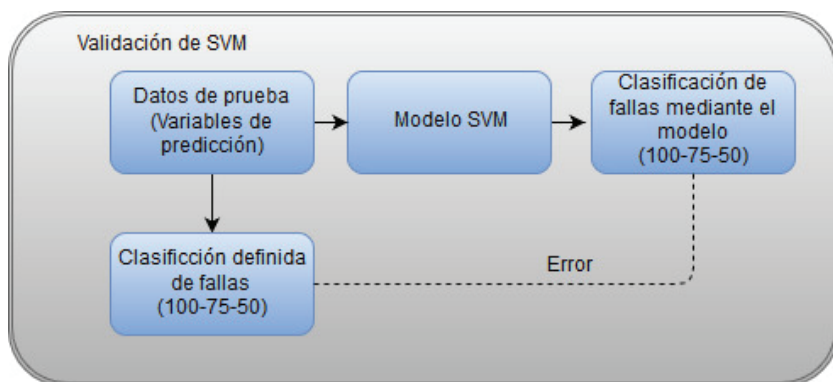 Validación de SVM
Datos de prueba
(Variables de
predicción)
Modelo SVM
Clasificación de
fallas mediante el
modelo
(100-75-50)
Clasificción definida
de fallas
(100-75-50)
Error